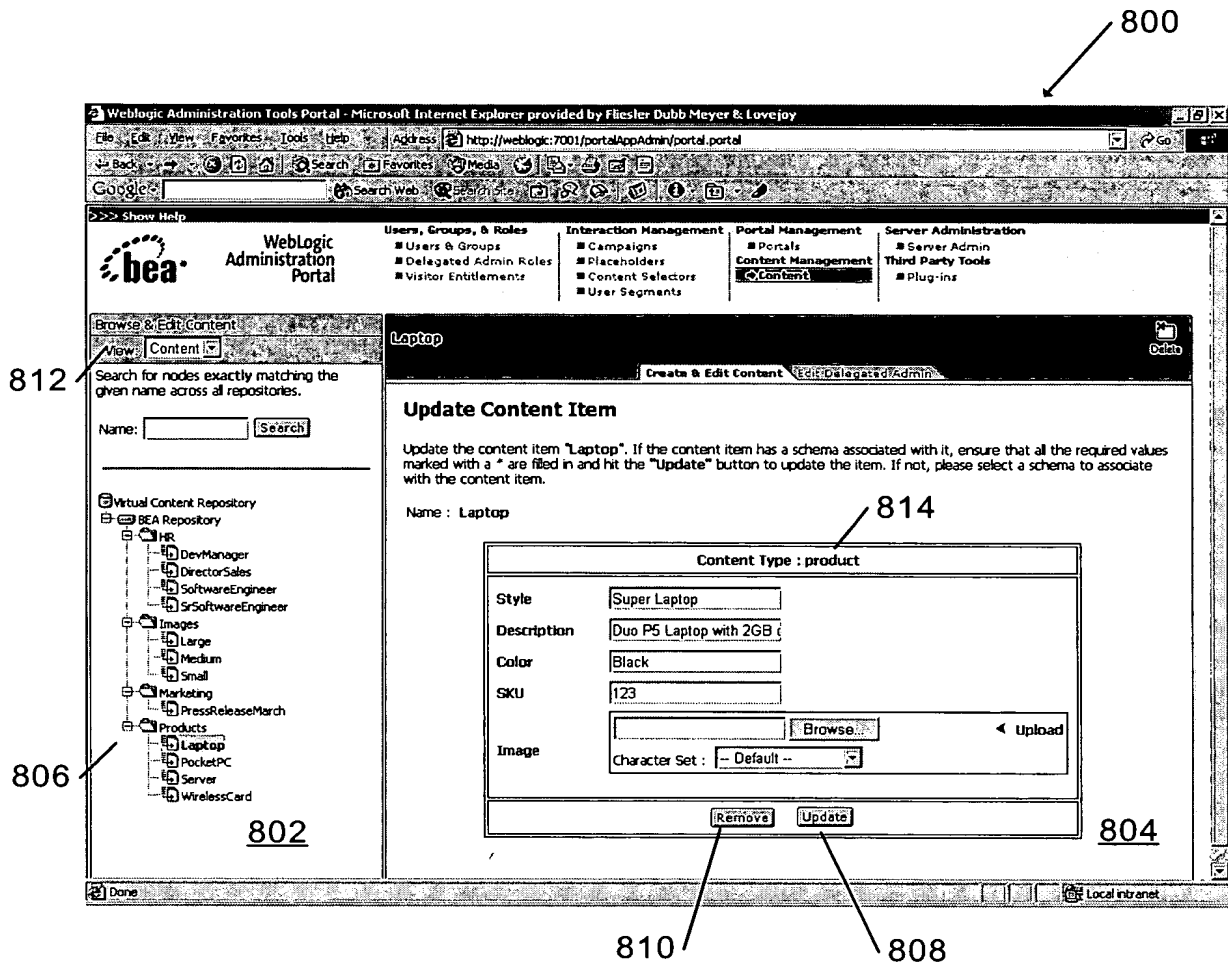 800
Weblogic Administration Tools Portal - Microsoft Internet Explorer provided by Fliesler Dubb Meyer & Lovejoy
File Edit View Favorites Tools Help Address http://weblogic:7001/portalAppAdmin/portal.portal Go
Back Search Favorites Media
Google Search Web Search Site
>>> Show Help
bea WebLogic Administration Portal
Users, Groups, & Roles
Users & Groups
Delegated Admin Roles
Visitor Entitlements
Interaction Management
Campaigns
Placeholders
Content Selectors
User Segments
Portal Management
Portals
Content Management
Content
Server Administration
Server Admin
Third Party Tools
Plug-ins
Browse & Edit Content
View: Content
812
Search for nodes exactly matching the
given name across all repositories.
Name: Search
Virtual Content Repository
BEA Repository
HR
DevManager
DirectorSales
SoftwareEngineer
SrSoftwareEngineer
Images
Large
Medium
Small
Marketing
PressReleaseMarch
Products
Laptop
PocketPC
Server
WirelessCard
806
802
Laptop
Delete
Create & Edit Content Edit Delegated Admin
Update Content Item
Update the content item "Laptop". If the content item has a schema associated with it, ensure that all the required values
marked with a * are filled in and hit the "Update" button to update the item. If not, please select a schema to associate
with the content item.
Name : Laptop
814
Content Type : product
Style Super Laptop
Description Duo P5 Laptop with 2GB
Color Black
SKU 123
Browse... Upload
Image
Character Set : -- Default --
Remove Update
804
Done Local intranet
810 808